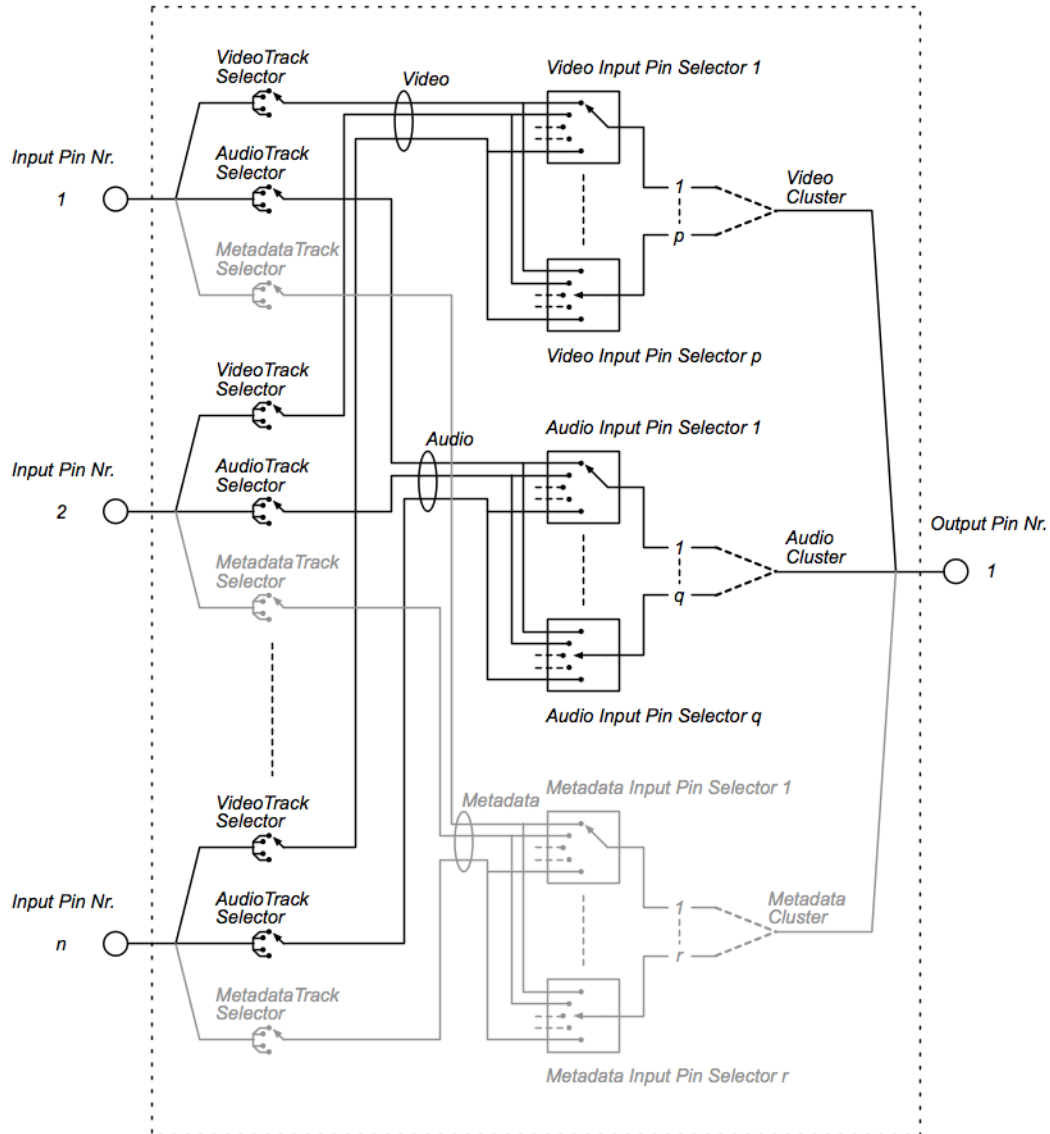 VideoTrack
Selector
Video
Video Input Pin Selector 1
Input Pin Nr.
1
AudioTrack
Selector
MetadataTrack
Selector
1
p
Video
Cluster
Video Input Pin Selector p
VideoTrack
Selector
Audio
Audio Input Pin Selector 1
Input Pin Nr.
2
AudioTrack
Selector
MetadataTrack
Selector
1
q
Audio
Cluster
Output Pin Nr.
1
Audio Input Pin Selector q
VideoTrack
Selector
Metadata
Metadata Input Pin Selector 1
Input Pin Nr.
n
AudioTrack
Selector
MetadataTrack
Selector
1
r
Metadata
Cluster
Metadata Input Pin Selector r